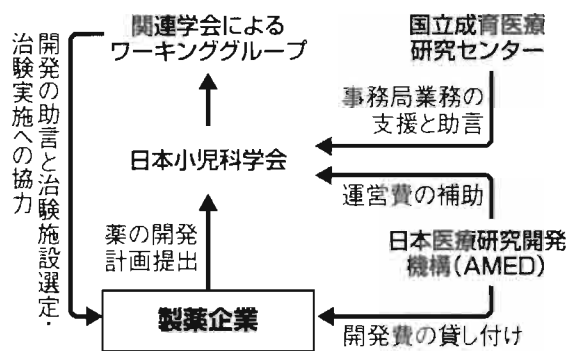 関連学会による
ワーキンググループ
国立成育医療
研究センター
開発の助言と治験施設選定・
治験実施への協力
事務局業務の
支援と助言
日本小児科学会
運営費の補助
薬の開発
計画提出
日本医療研究開発
機構(AMED)
製薬企業
開発費の貸し付け